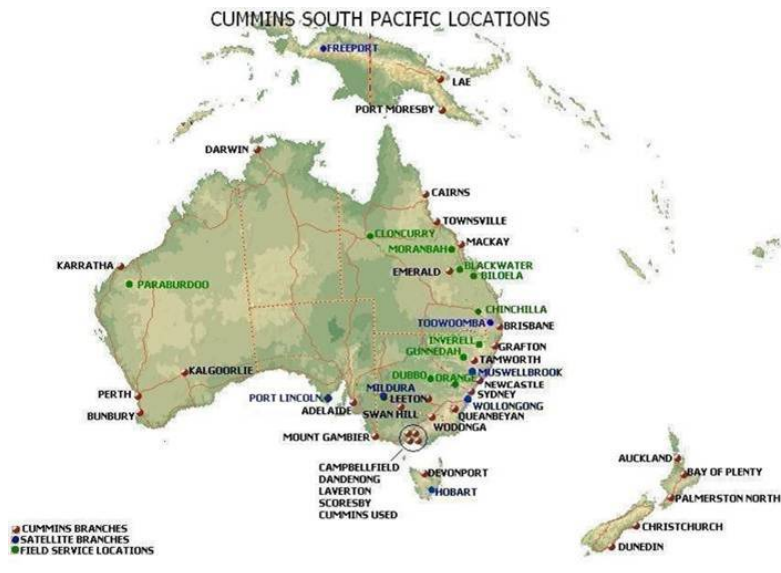 CUMMINS SOUTH PACIFIC LOCATIONS
FREEPORT
LAE
PORT MORESBY
DARWIN
CAIRNS
TOWNSVILLE
CLONCURRY
MACKAY
MORANBAH
KARRATHA
EMERALD
BLACKWATER
BILOELA
PARABURDOO
CHINCHILLA
TOOWOOMBA
BRISBANE
INVERELL
GRAFTON
GUNNEDAH
TAMWORTH
KALGOORLIE
MUSWELLBROOK
DUBBO
ORANGE
NEWCASTLE
MILDURA
PERTH
PORT LINCOLN
LEETON
SYDNEY
WOLLONGONG
BUNBURY
ADELAIDE
SWAN HILL
QUEANBEYAN
WODONGA
MOUNT GAMBIER
CAMPBELLFIELD
DANDENONG
LAVERTON
SCORESBY
CUMMINS USED
DEVONPORT
HOBART
AUCKLAND
BAY OF PLENTY
PALMERSTON NORTH
CHRISTCHURCH
DUNEDIN
CUMMINS BRANCHES
SATELLITE BRANCHES
FIELD SERVICE LOCATIONS